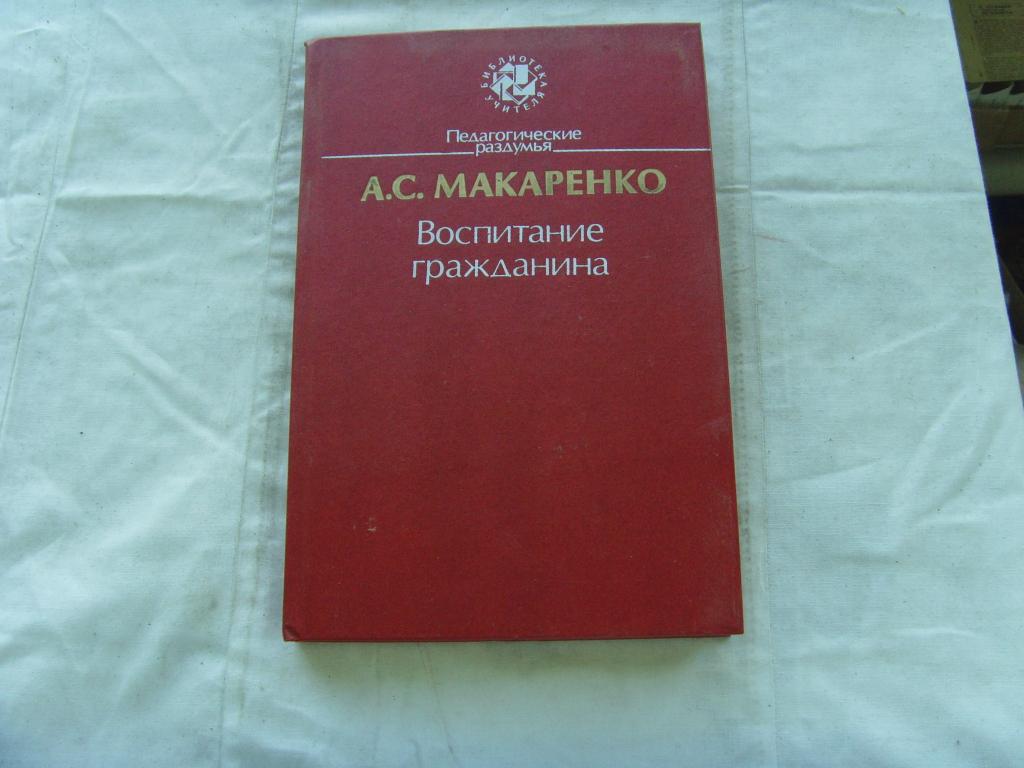 БИБЛИОТЕКА
УЧИТЕЛЯ
Педагогические
раздумья
А.С. МАКАРЕНКО
Воспитание
гражданина